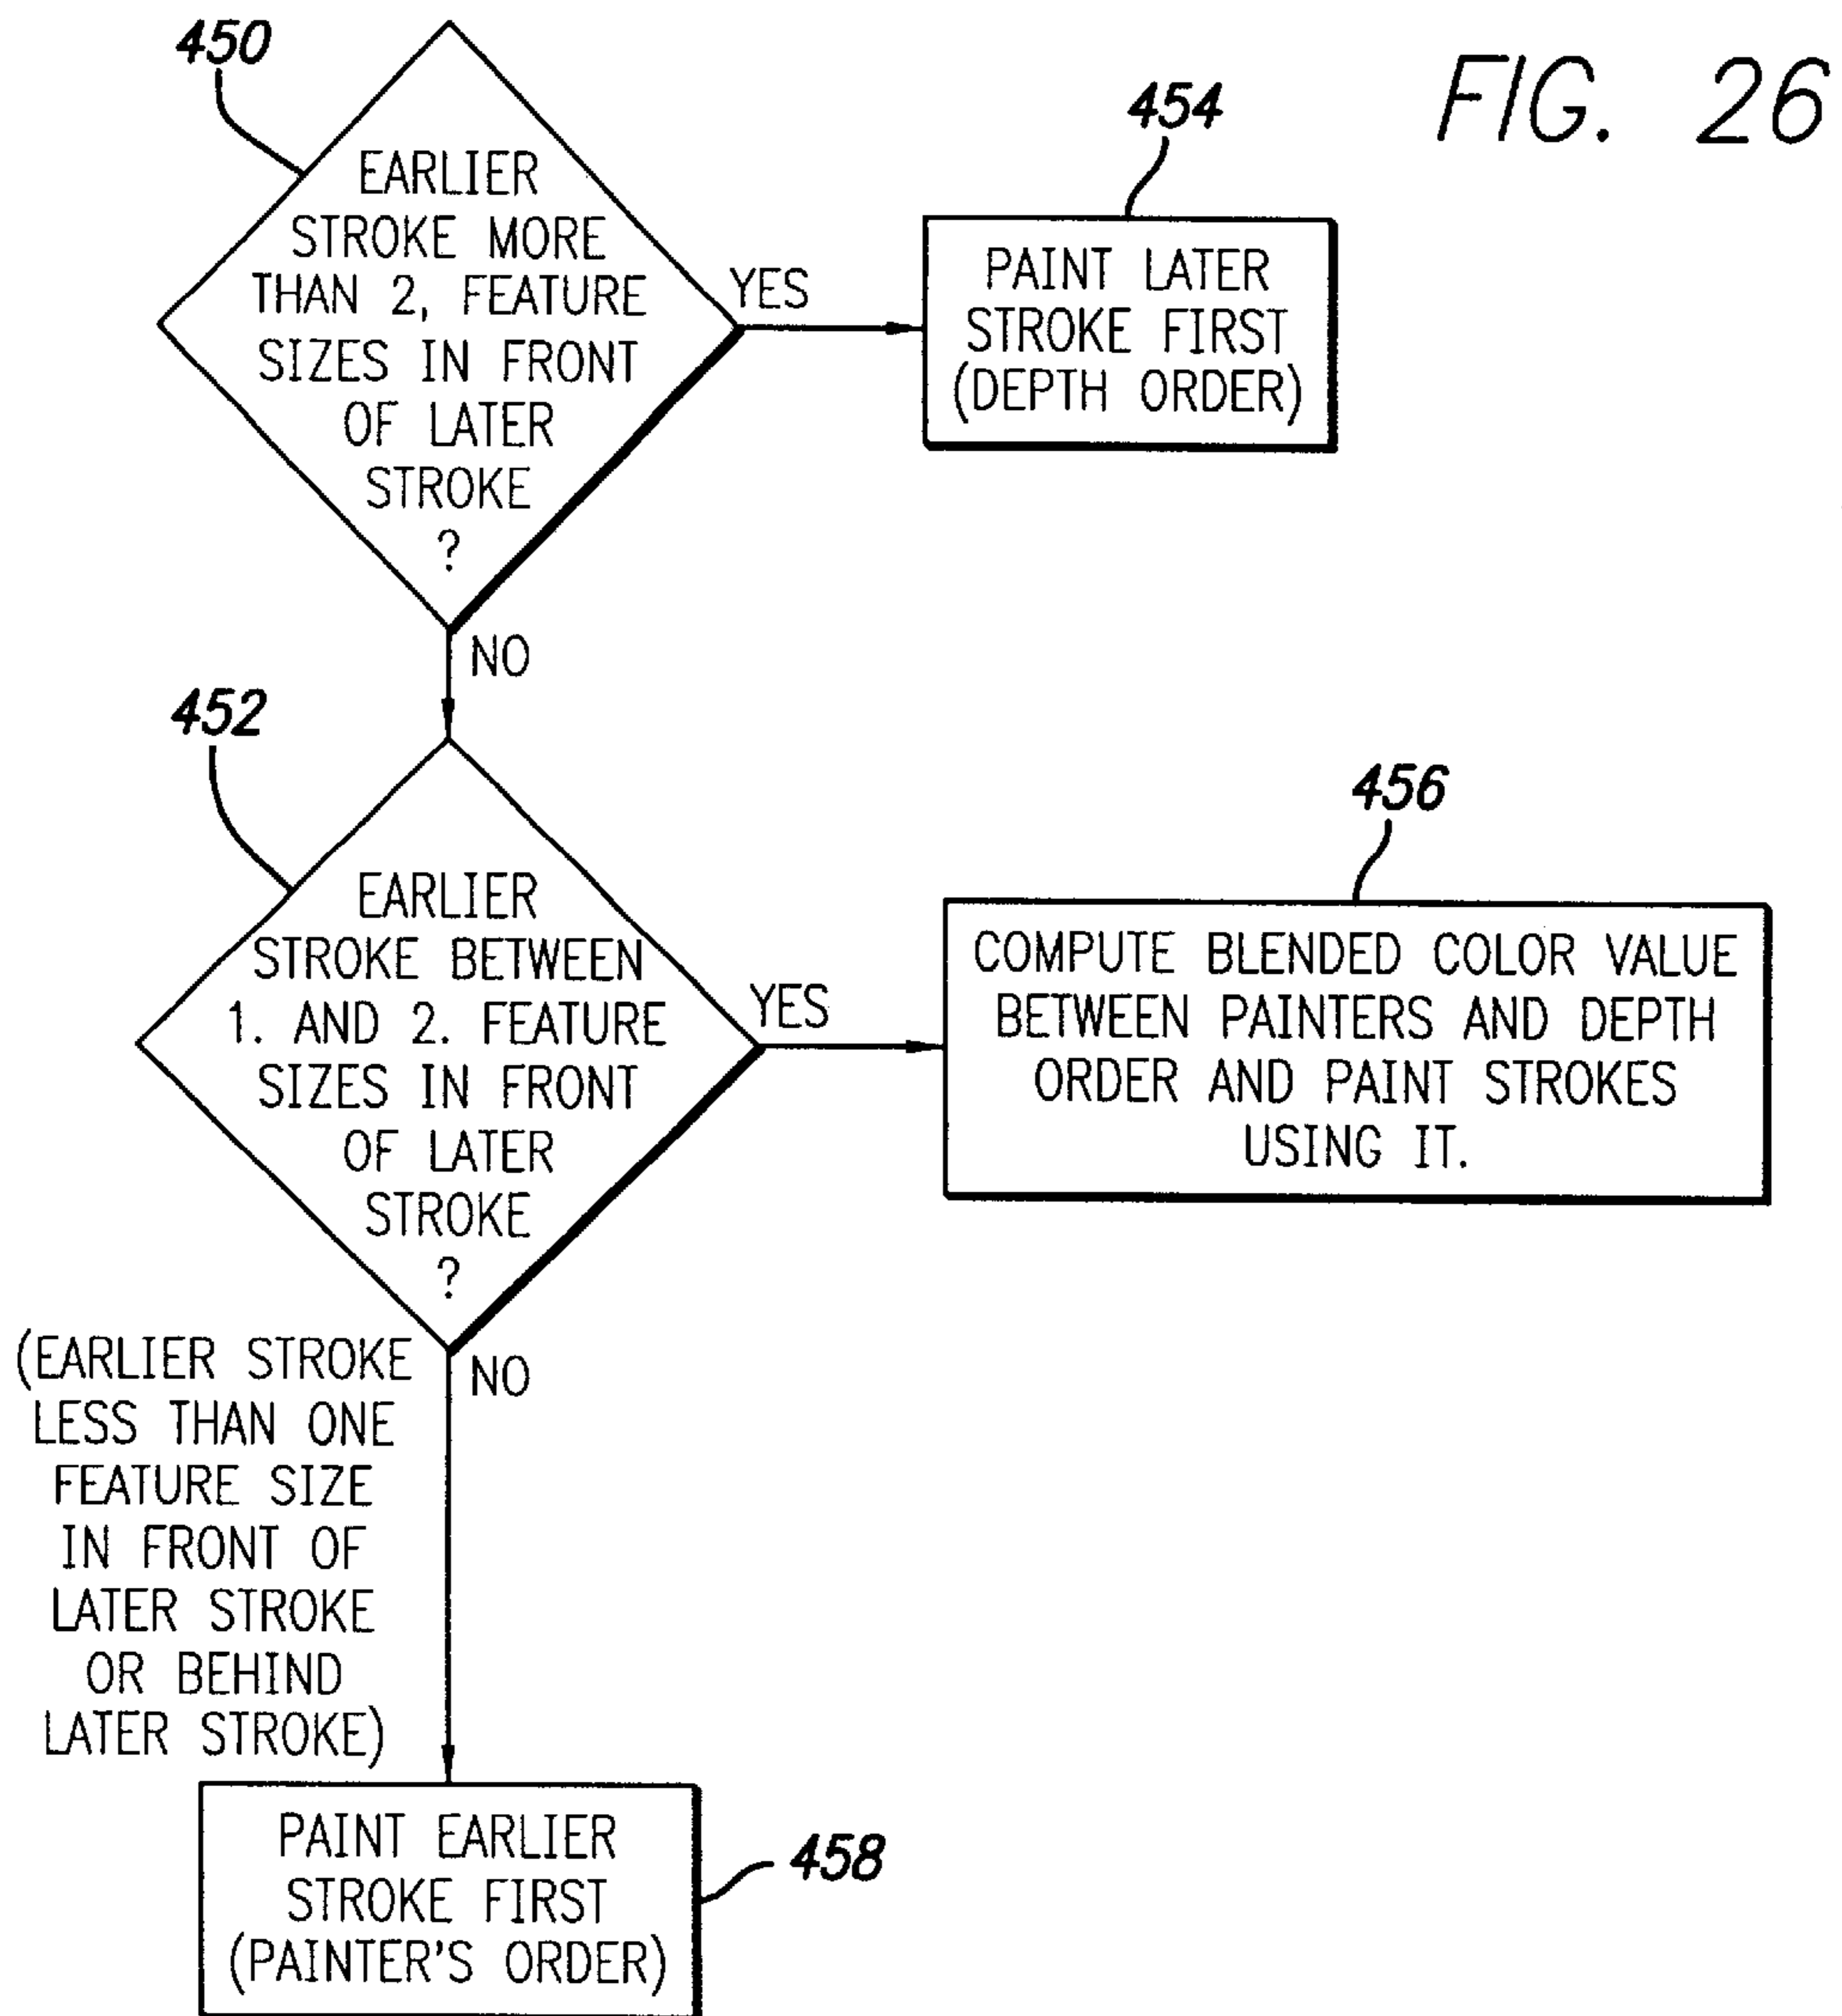 FIG. 26
450
EARLIER
STROKE MORE
THAN 2, FEATURE
SIZES IN FRONT
OF LATER
STROKE
?
YES
454
PAINT LATER
STROKE FIRST
(DEPTH ORDER)
NO
452
EARLIER
STROKE BETWEEN
1. AND 2. FEATURE
SIZES IN FRONT
OF LATER
STROKE
?
YES
456
COMPUTE BLENDED COLOR VALUE
BETWEEN PAINTERS AND DEPTH
ORDER AND PAINT STROKES
USING IT.
NO
(EARLIER STROKE
LESS THAN ONE
FEATURE SIZE
IN FRONT OF
LATER STROKE
OR BEHIND
LATER STROKE)
PAINT EARLIER
STROKE FIRST
(PAINTER'S ORDER)
458